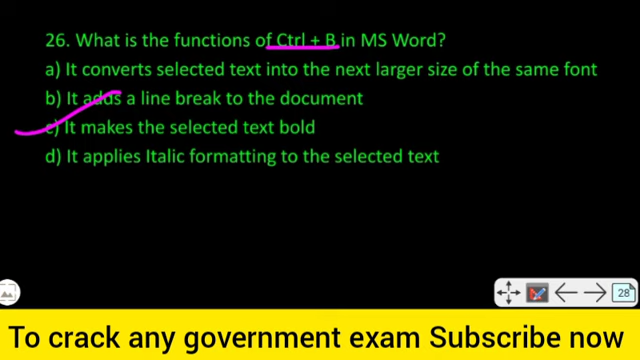 26. What is the functions of Ctrl + B in MS Word?
a) It converts selected text into the next larger size of the same font
b) It adds a line break to the document
c) It makes the selected text bold
d) It applies Italic formatting to the selected text
28
To crack any government exam Subscribe now